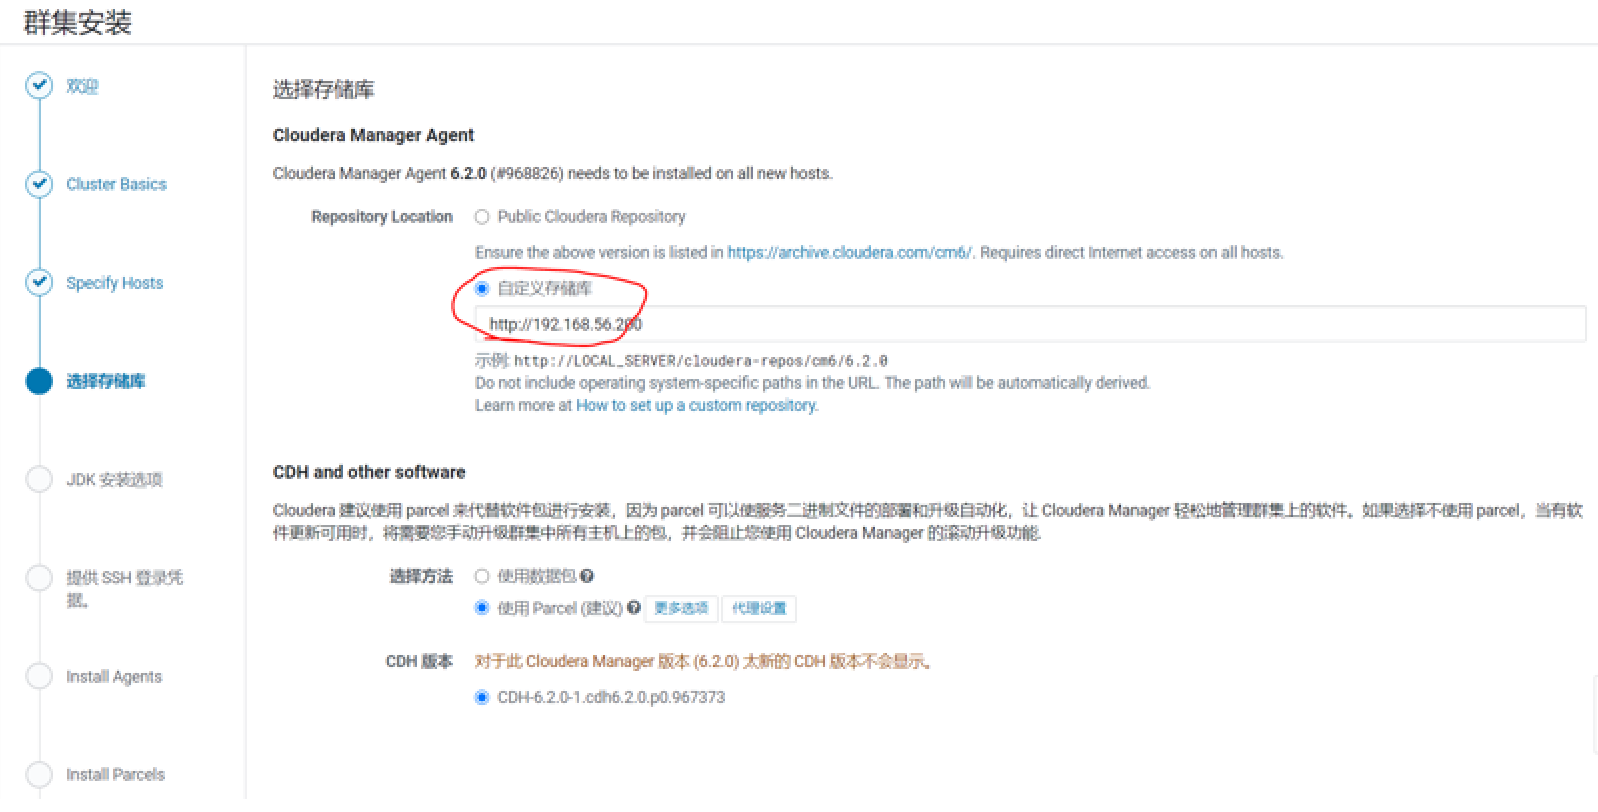 群集安装
欢迎
Cluster Basics
Specify Hosts
选择存储库
JDK 安装选项
提供 SSH 登录凭
据。
Install Agents
Install Parcels
选择存储库
Cloudera Manager Agent
Cloudera Manager Agent 6.2.0 (#968826) needs to be installed on all new hosts.
Repository Location Public Cloudera Repository
Ensure the above version is listed in https://archive.cloudera.com/cm6/. Requires direct Internet access on all hosts.
自定义存储库
http://192.168.56.200
示例: http://LOCAL_SERVER/cloudera-repos/cm6/6.2.0
Do not include operating system-specific paths in the URL. The path will be automatically derived.
Learn more at How to set up a custom repository.
CDH and other software
Cloudera 建议使用 parcel 来代替软件包进行安装，因为 parcel 可以使服务二进制文件的部署和升级自动化，让 Cloudera Manager 轻松地管理群集上的软件。如果选择不使用 parcel，当有软
件更新可用时，将需要您手动升级群集中所有主机上的包，并会阻止您使用 Cloudera Manager 的滚动升级功能.
选择方法 使用数据包 ?
使用 Parcel (建议) ? 更多选项 代理设置
CDH 版本 对于此 Cloudera Manager 版本 (6.2.0) 太新的 CDH 版本不会显示。
CDH-6.2.0-1.cdh6.2.0.p0.967373